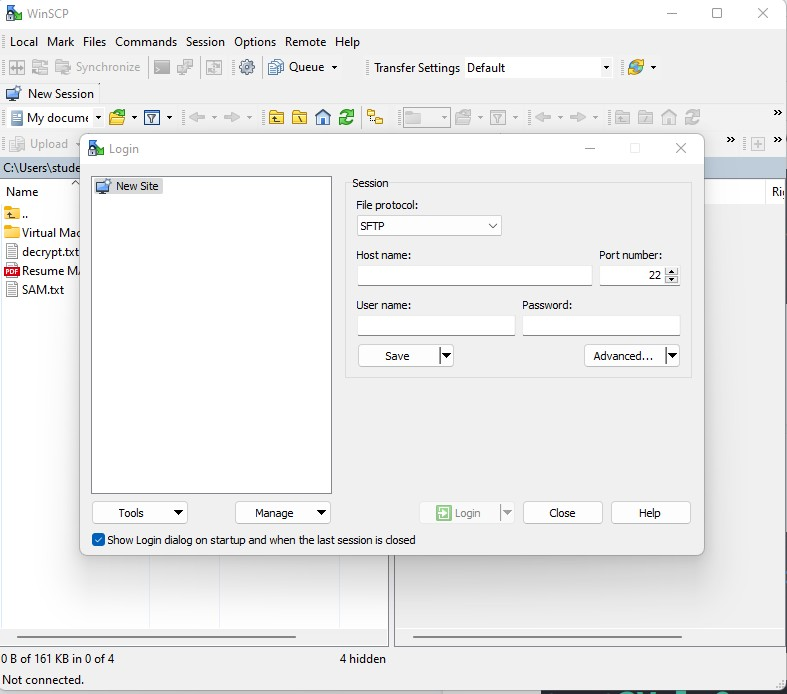 WinSCP
Local Mark Files Commands Session Options Remote Help
Synchronize Queue Transfer Settings Default
New Session
My docume
Upload
Login
C:\Users\stude
New Site
Session
Name
File protocol:
..
SFTP
Virtual Mac
decrypt.txt
Host name: Port number:
Resume MA
PDF
22
SAM.txt
User name: Password:
Save Advanced...
Tools Manage Login Close Help
Show Login dialog on startup and when the last session is closed
0 B of 161 KB in 0 of 4 4 hidden
Not connected.